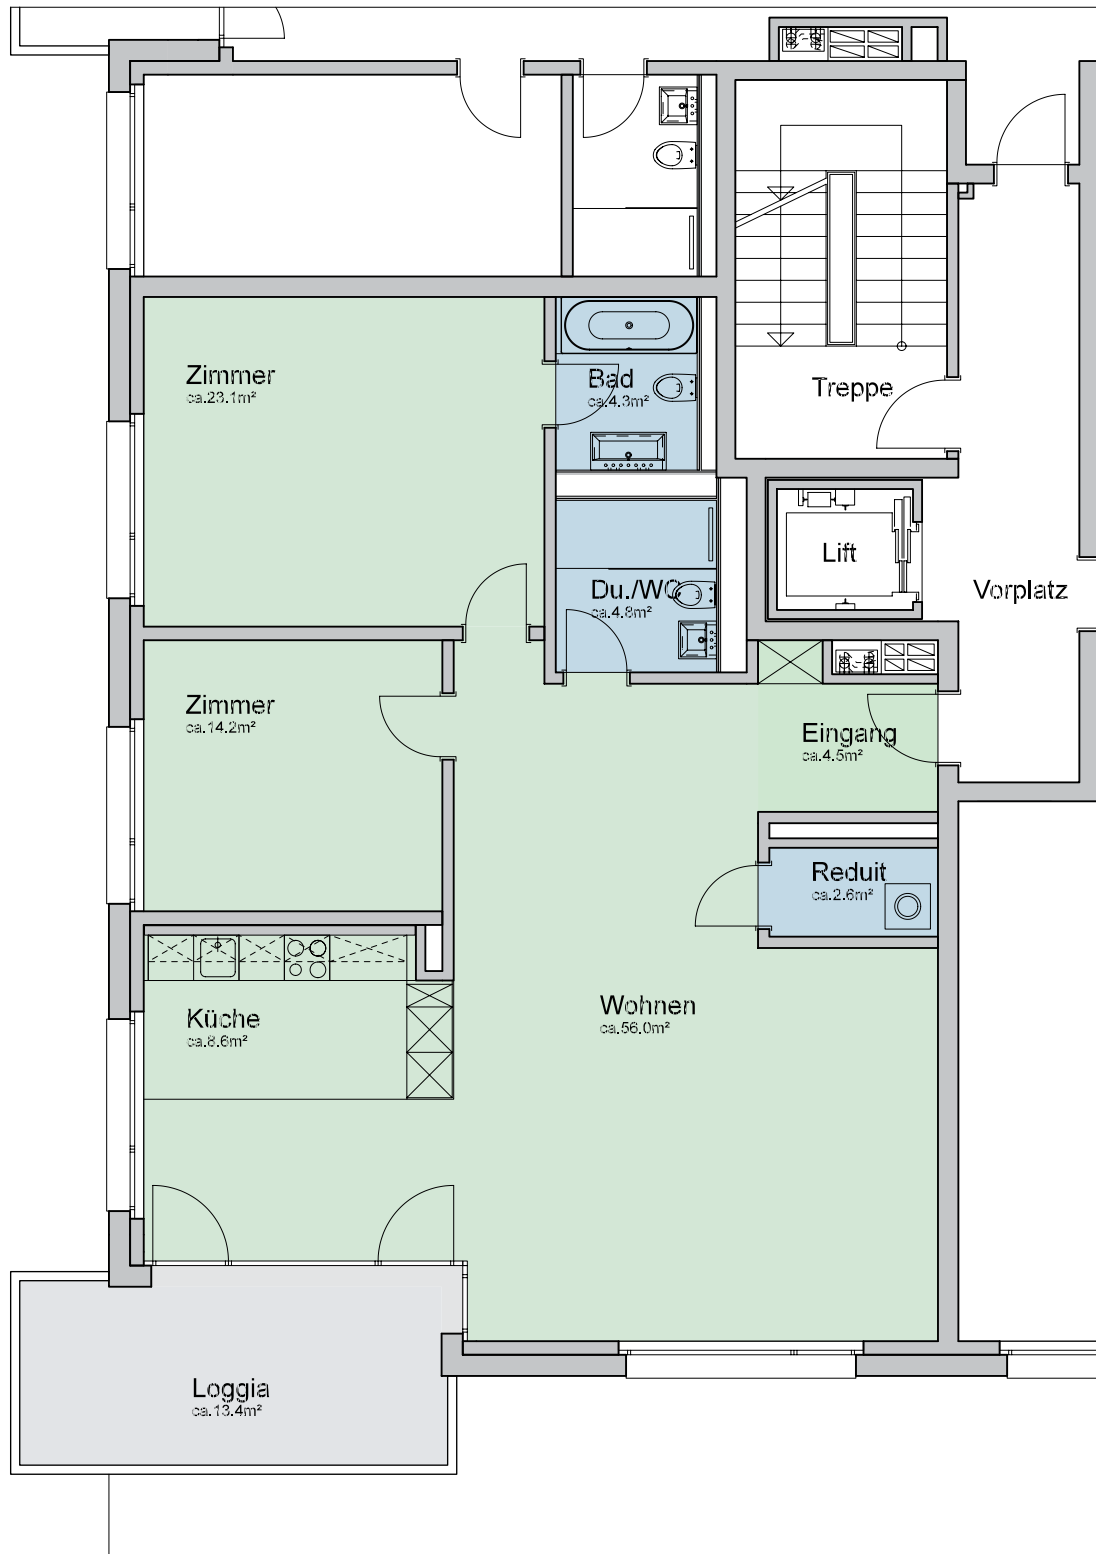 Zimmer
ca.23.1m²
Bad
ca.4.3m²
Treppe
Lift
Du./WC
ca.4.8m²
Vorplatz
Zimmer
ca.14.2m²
Eingang
ca.4.5m²
Reduit
ca.2.6m²
Küche
ca.8.6m²
Wohnen
ca.56.0m²
Loggia
ca.13.4m²